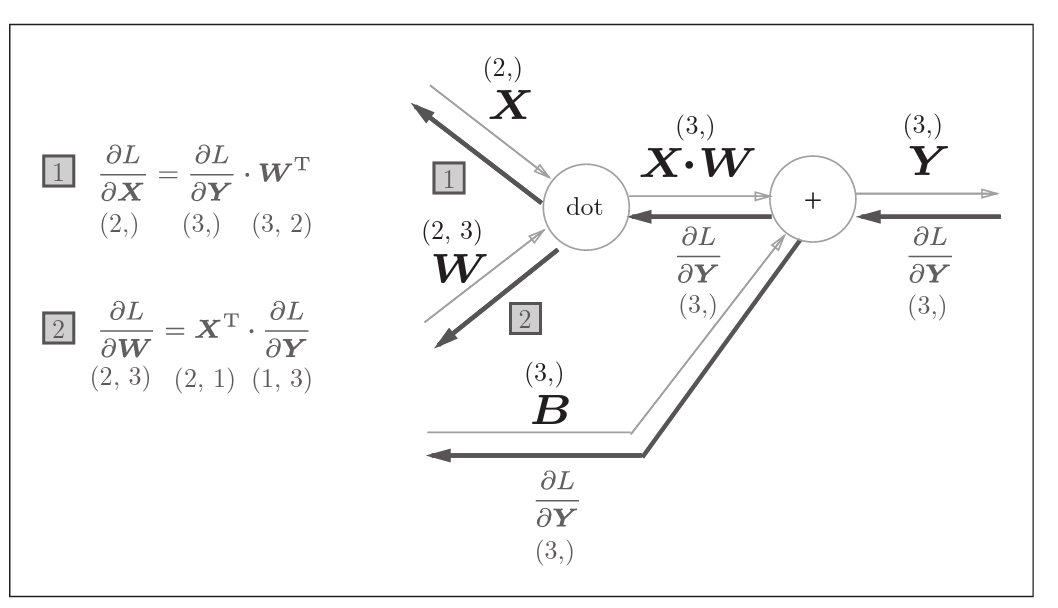 1 ∂L/∂X = ∂L/∂Y · W^T
(2,) (3,) (3, 2)
2 ∂L/∂W = X^T · ∂L/∂Y
(2, 3) (2, 1) (1, 3)
(2,)
X
1
(2, 3)
W
2
dot
(3,)
X·W
∂L/∂Y
(3,)
+
(3,)
Y
∂L/∂Y
(3,)
(3,)
B
∂L/∂Y
(3,)